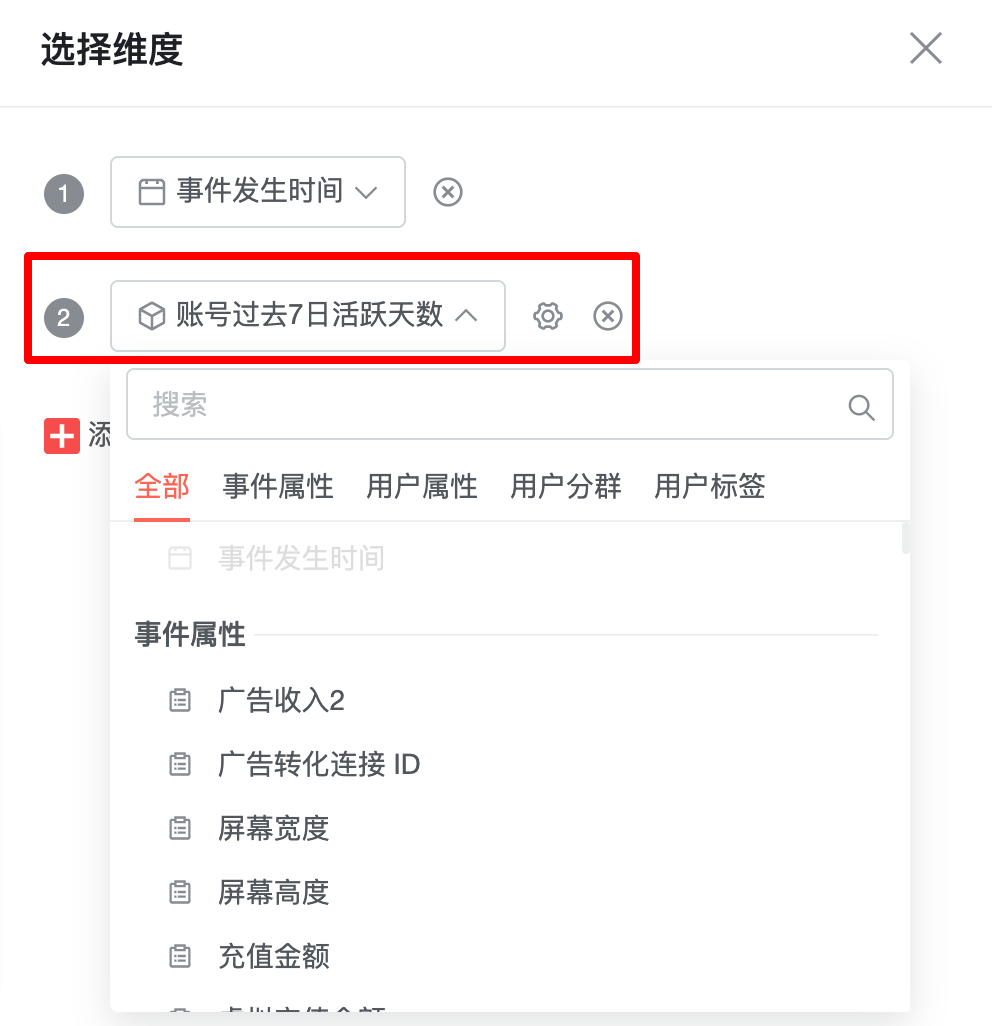 选择维度
1 事件发生时间
2 账号过去7日活跃天数
搜索
添
全部 事件属性 用户属性 用户分群 用户标签
事件发生时间
事件属性
广告收入2
广告转化连接 ID
屏幕宽度
屏幕高度
充值金额